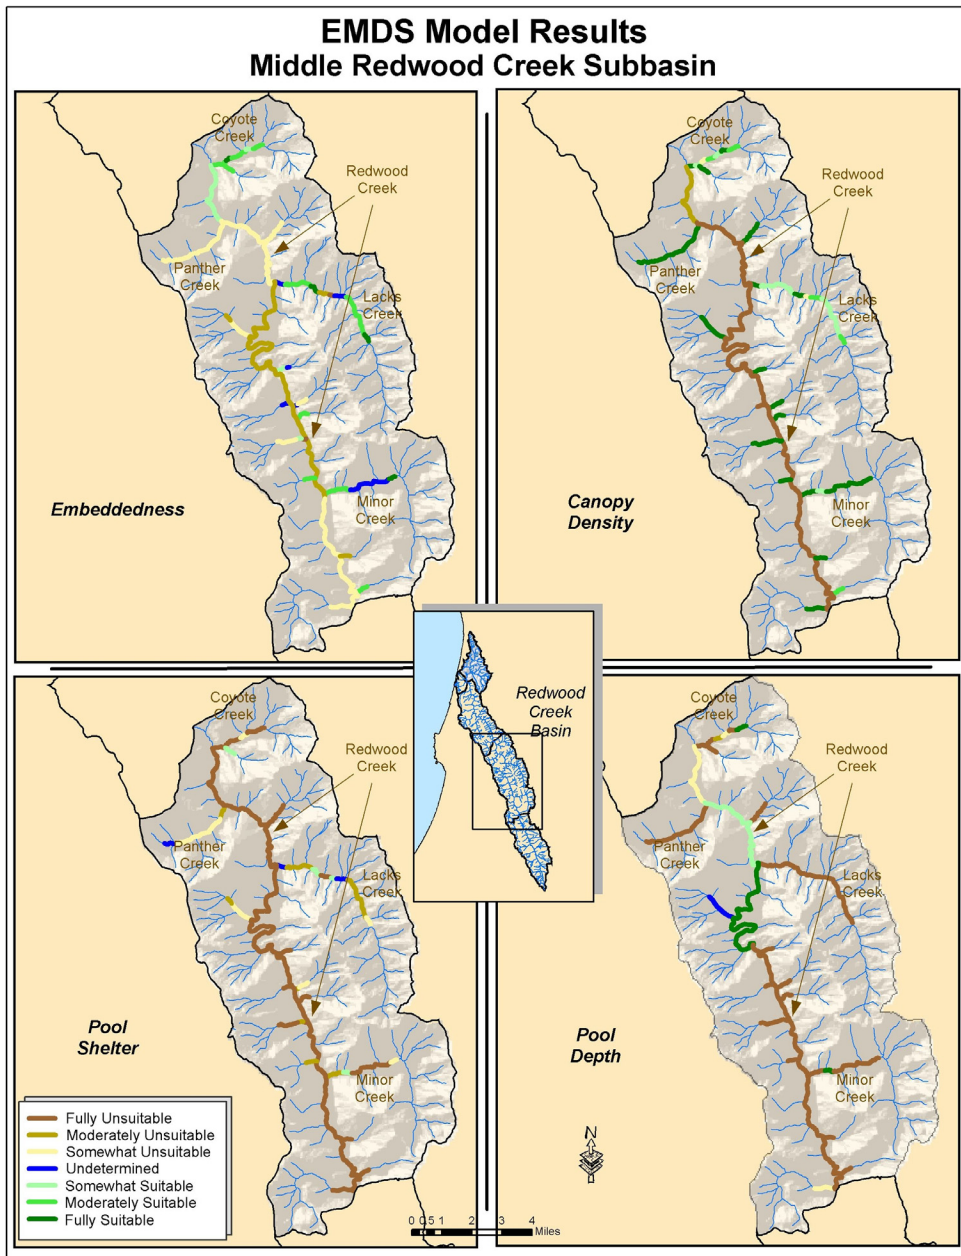 EMDS Model Results
Middle Redwood Creek Subbasin
Coyote
Creek
Redwood
Creek
Panther
Creek
Lacks
Creek
Minor
Creek
Embeddedness
Coyote
Creek
Redwood
Creek
Panther
Creek
Lacks
Creek
Minor
Creek
Canopy
Density
Redwood
Creek
Basin
Coyote
Creek
Redwood
Creek
Panther
Creek
Lacks
Creek
Minor
Creek
Pool
Shelter
Coyote
Creek
Redwood
Creek
Panther
Creek
Lacks
Creek
Minor
Creek
Pool
Depth
Fully Unsuitable
Moderately Unsuitable
Somewhat Unsuitable
Undetermined
Somewhat Suitable
Moderately Suitable
Fully Suitable
N
0 0.5 1 2 3 4
Miles